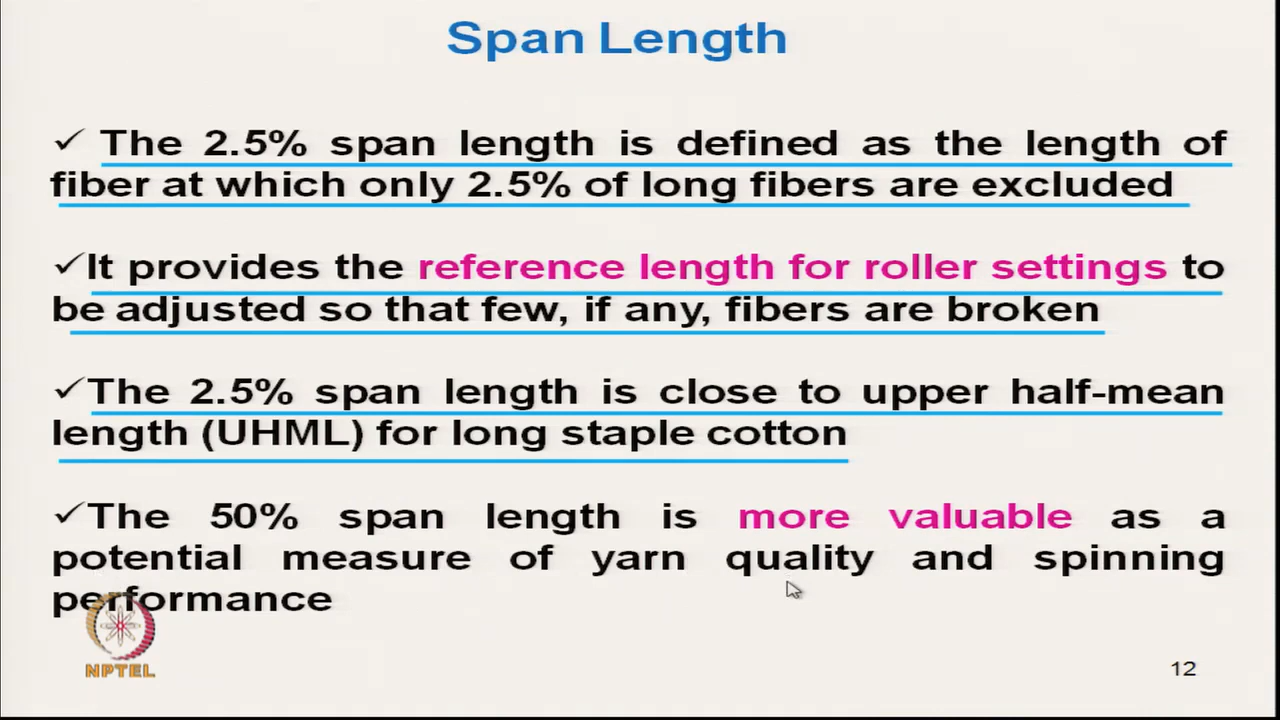 Span Length
✓ The 2.5% span length is defined as the length of
fiber at which only 2.5% of long fibers are excluded
✓It provides the reference length for roller settings to
be adjusted so that few, if any, fibers are broken
✓The 2.5% span length is close to upper half-mean
length (UHML) for long staple cotton
✓The 50% span length is more valuable as a
potential measure of yarn quality and spinning
performance
NPTEL
12